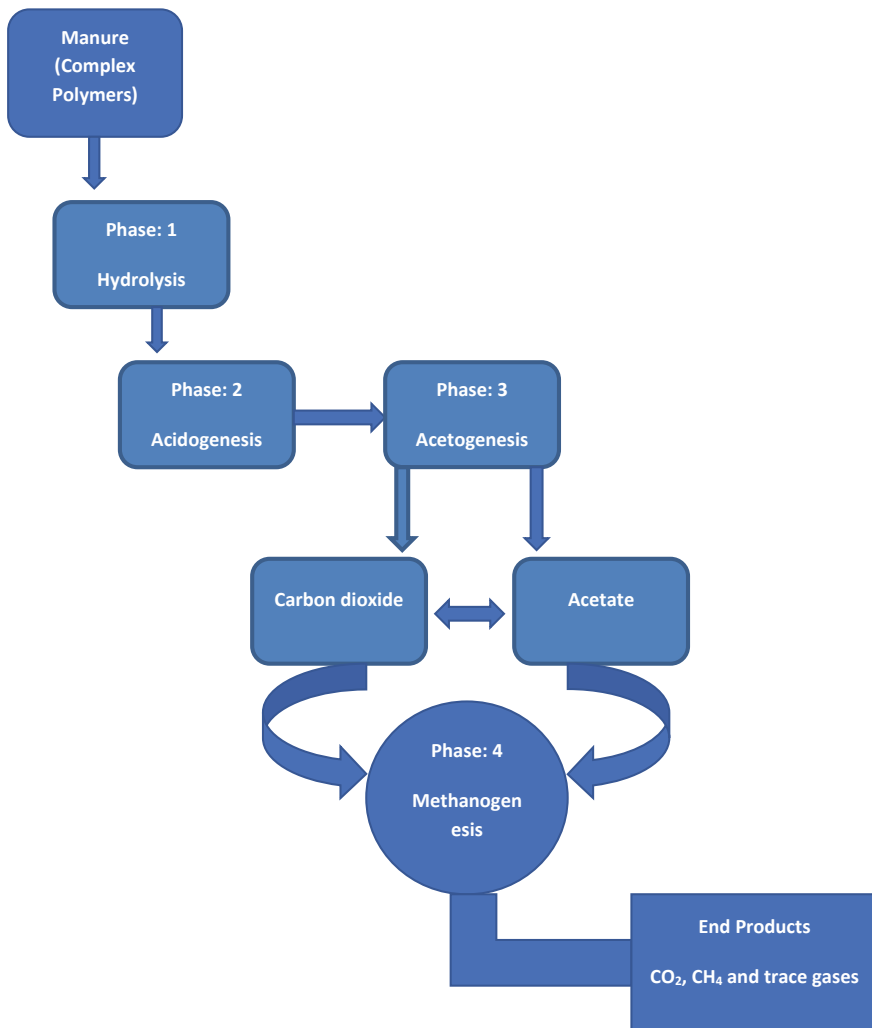 Manure
(Complex
Polymers)
Phase: 1
Hydrolysis
Phase: 2
Acidogenesis
Phase: 3
Acetogenesis
Carbon dioxide
Acetate
Phase: 4
Methanogen
esis
End Products
CO₂, CH₄ and trace gases